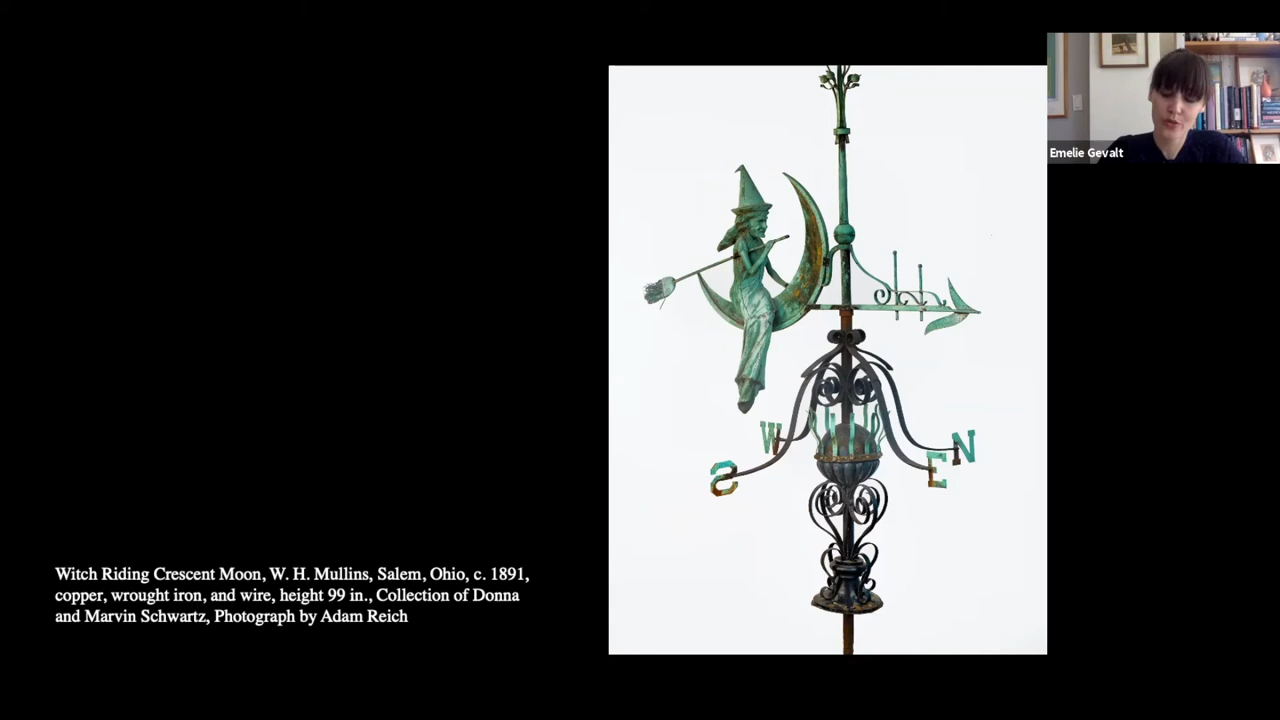 Emelie Gevalt
W
N
S
E
Witch Riding Crescent Moon, W. H. Mullins, Salem, Ohio, c. 1891,
copper, wrought iron, and wire, height 99 in., Collection of Donna
and Marvin Schwartz, Photograph by Adam Reich